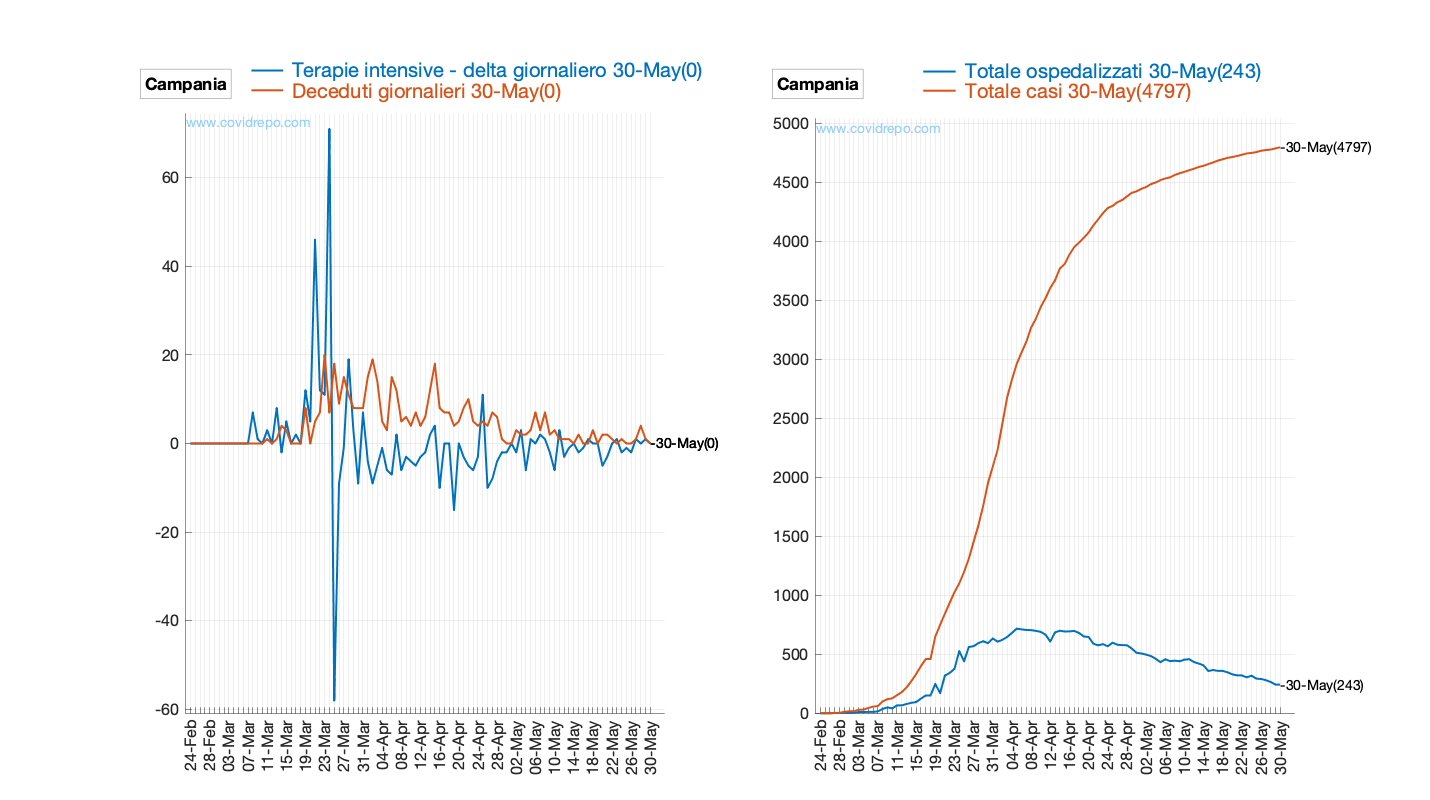 Campania
Terapie intensive - delta giornaliero 30-May(0)
Deceduti giornalieri 30-May(0)
www.covidrepo.com
60
40
20
0
-20
-40
-60
-30-May(0)
24-Feb
28-Feb
03-Mar
07-Mar
11-Mar
15-Mar
19-Mar
23-Mar
27-Mar
31-Mar
04-Apr
08-Apr
12-Apr
16-Apr
20-Apr
24-Apr
28-Apr
02-May
06-May
10-May
14-May
18-May
22-May
26-May
30-May
Campania
Totale ospedalizzati 30-May(243)
Totale casi 30-May(4797)
www.covidrepo.com
5000
4500
4000
3500
3000
2500
2000
1500
1000
500
0
-30-May(4797)
-30-May(243)
24-Feb
28-Feb
03-Mar
07-Mar
11-Mar
15-Mar
19-Mar
23-Mar
27-Mar
31-Mar
04-Apr
08-Apr
12-Apr
16-Apr
20-Apr
24-Apr
28-Apr
02-May
06-May
10-May
14-May
18-May
22-May
26-May
30-May